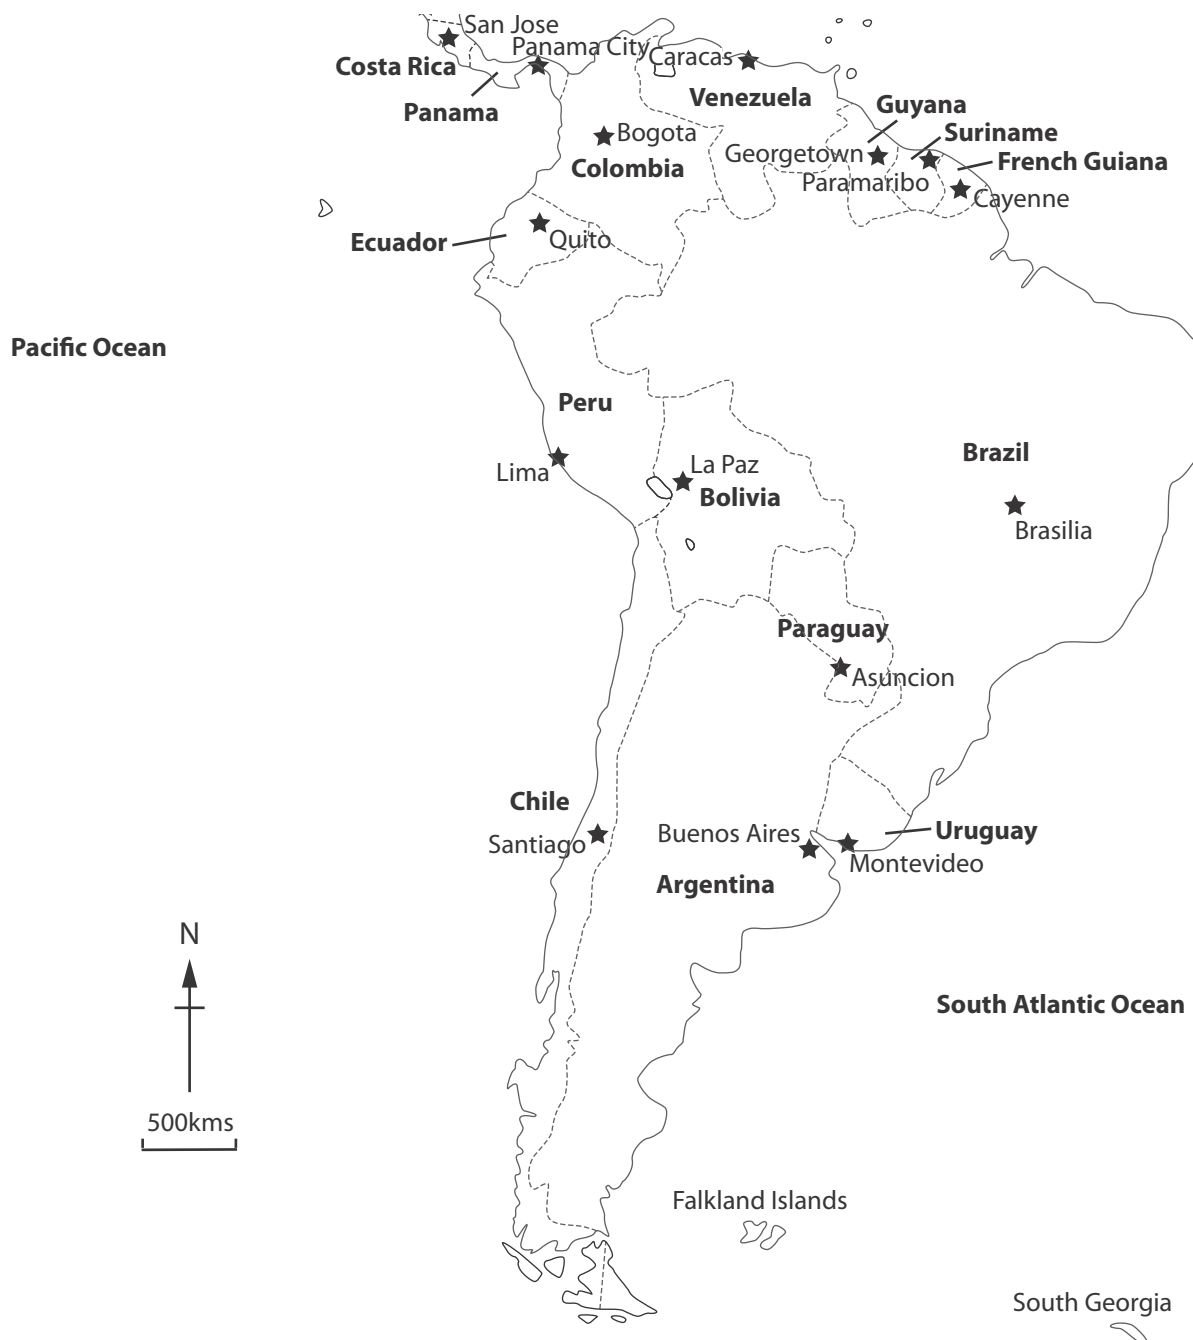 San Jose
Panama City
Caracas
Costa Rica
Venezuela
Panama
Guyana
Bogota
Suriname
Georgetown
Colombia
French Guiana
Paramaribo
Cayenne
Ecuador
Quito
Pacific Ocean
Peru
Brazil
Lima
La Paz
Bolivia
Brasilia
Paraguay
Asuncion
Chile
Santiago
Buenos Aires
Uruguay
Montevideo
Argentina
N
South Atlantic Ocean
500kms
Falkland Islands
South Georgia